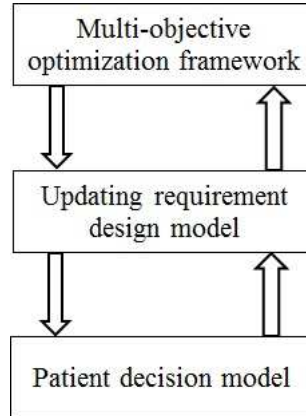 Multi-objective
optimization framework
Updating requirement
design model
Patient decision model